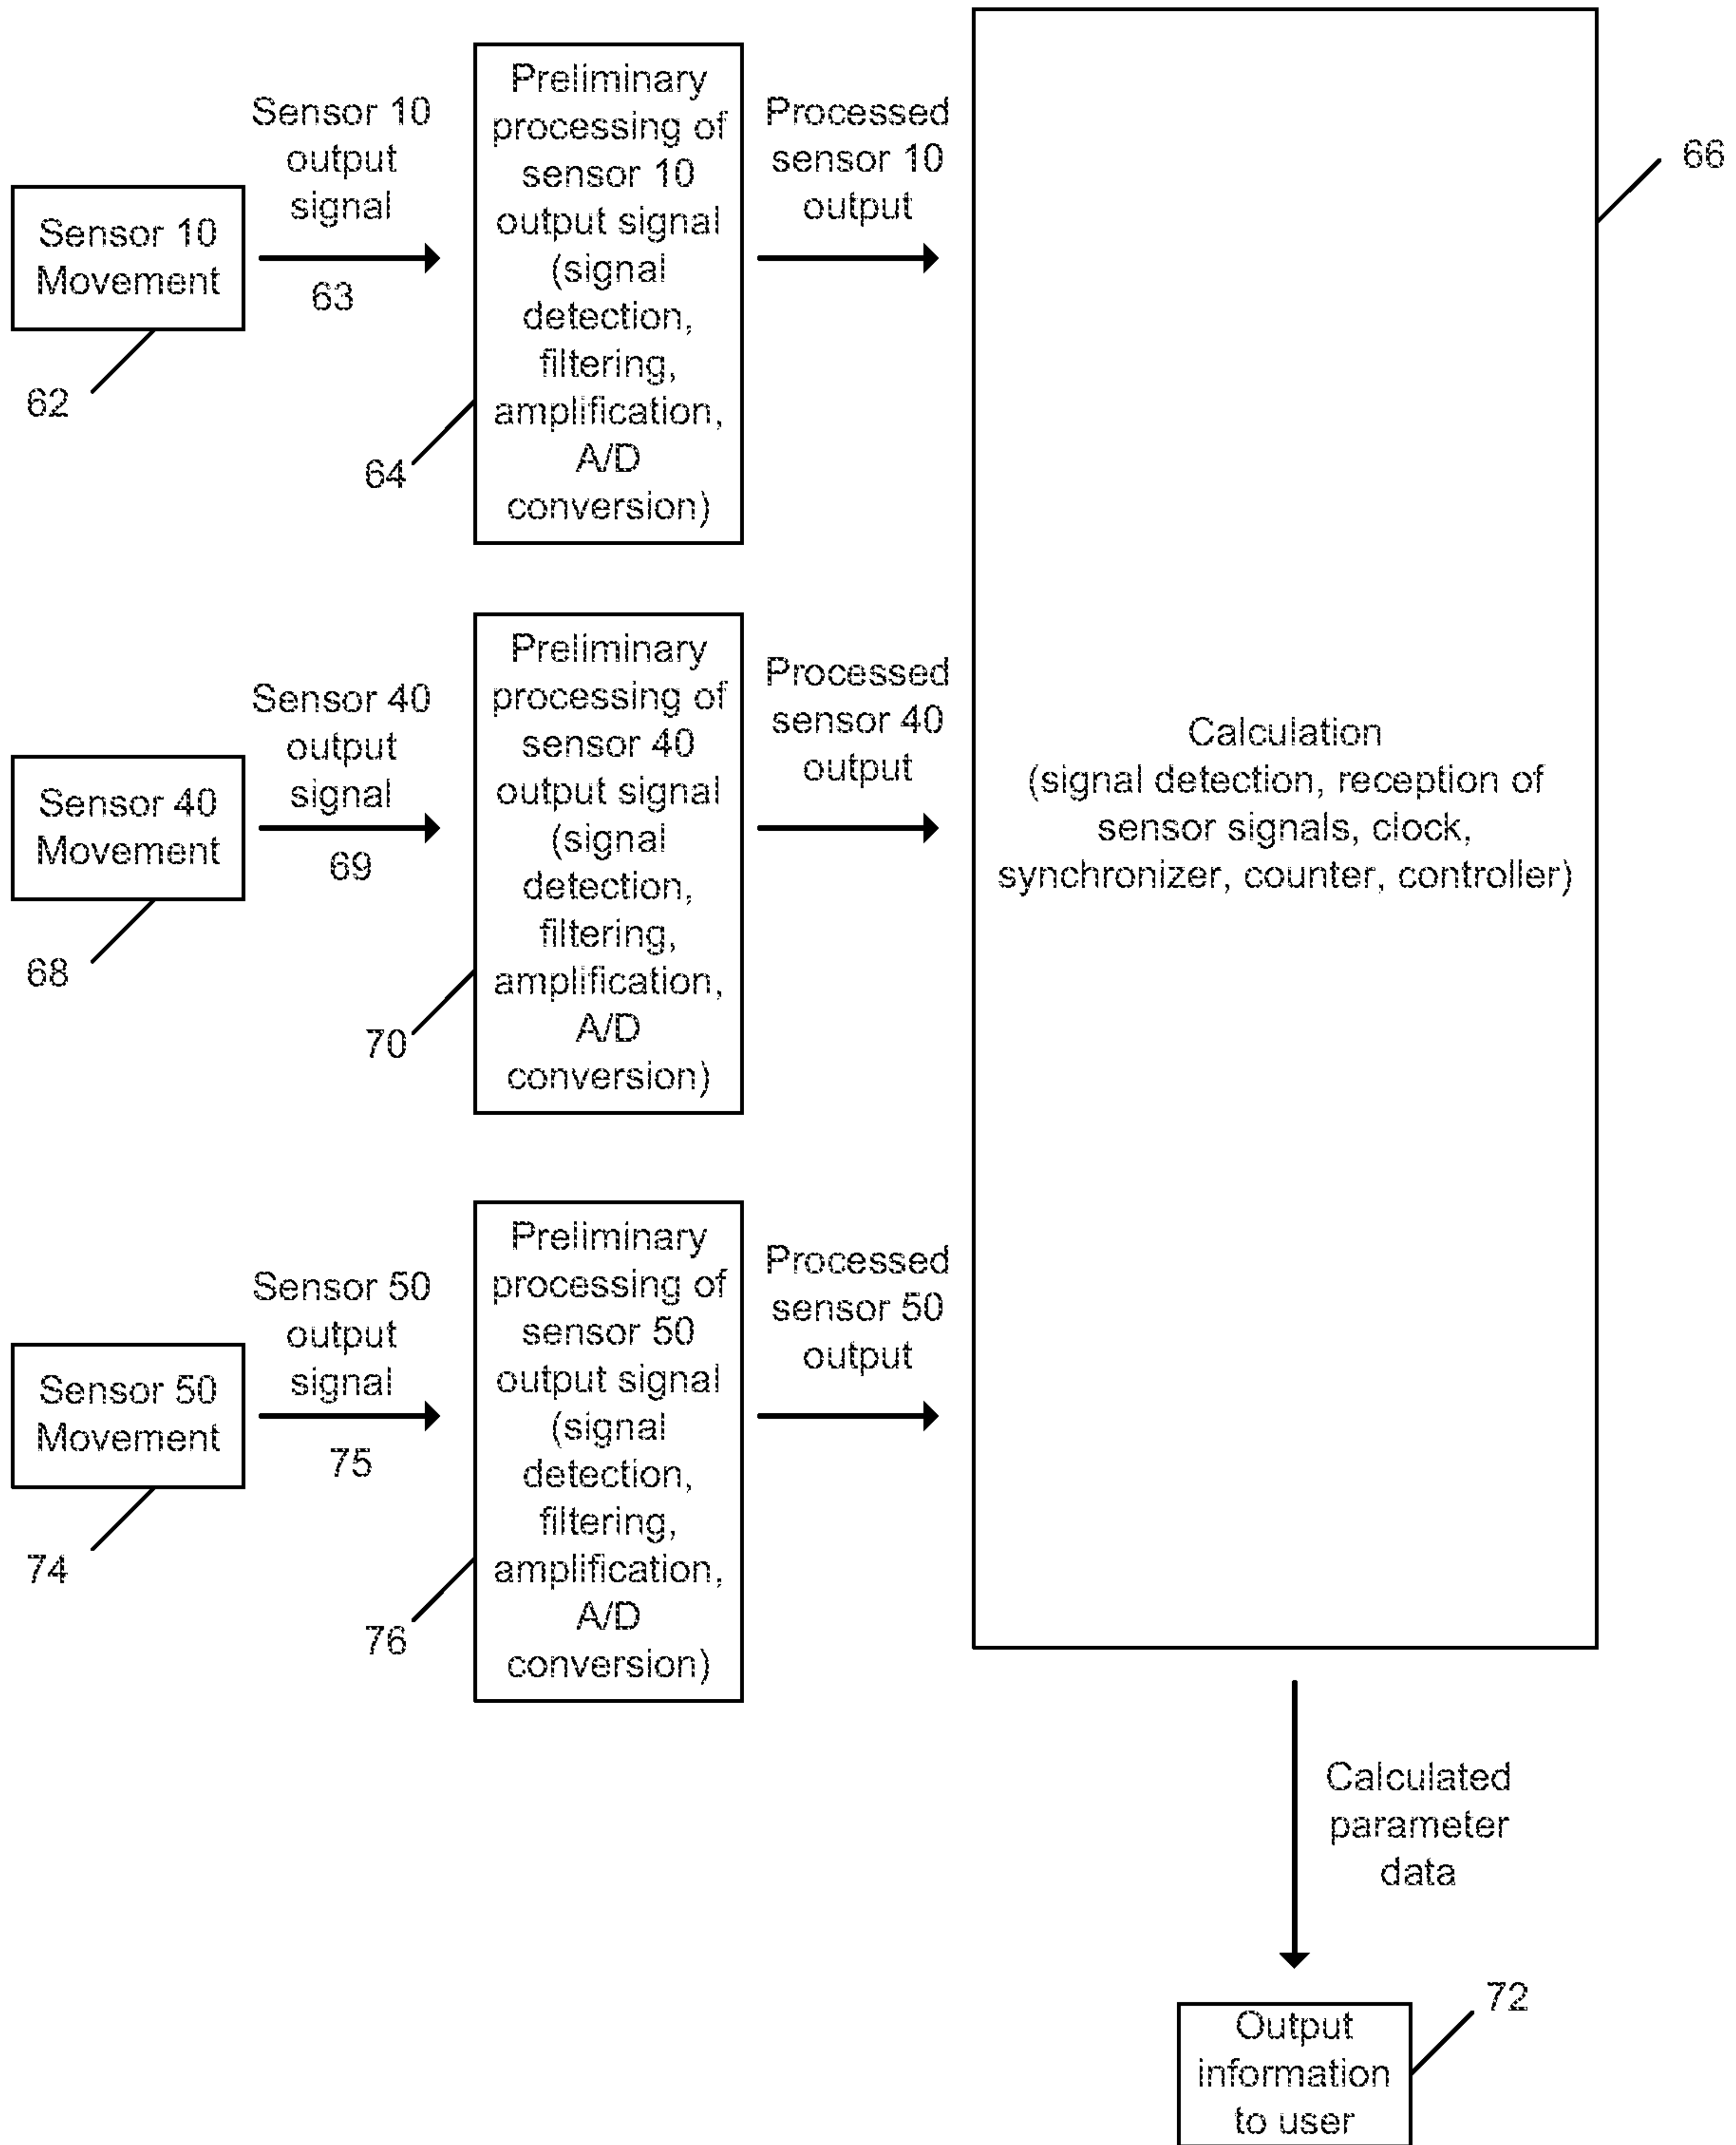 Sensor 10
Movement
62
Sensor 10
output
signal
63
Preliminary
processing of
sensor 10
output signal
(signal
detection,
filtering,
amplification,
A/D
conversion)
64
Processed
sensor 10
output
Sensor 40
Movement
68
Sensor 40
output
signal
69
Preliminary
processing of
sensor 40
output signal
(signal
detection,
filtering,
amplification,
A/D
conversion)
70
Processed
sensor 40
output
Sensor 50
Movement
74
Sensor 50
output
signal
75
Preliminary
processing of
sensor 50
output signal
(signal
detection,
filtering,
amplification,
A/D
conversion)
76
Processed
sensor 50
output
Calculation
(signal detection, reception of
sensor signals, clock,
synchronizer, counter, controller)
66
Calculated
parameter
data
Output
information
to user
72